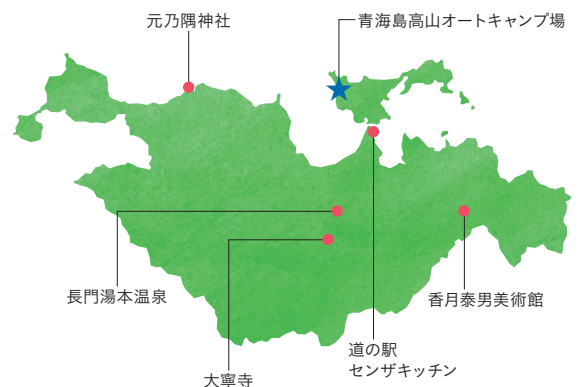 元乃隅神社
青海島高山オートキャンプ場
長門湯本温泉
香月泰男美術館
道の駅
センザキッチン
大寧寺